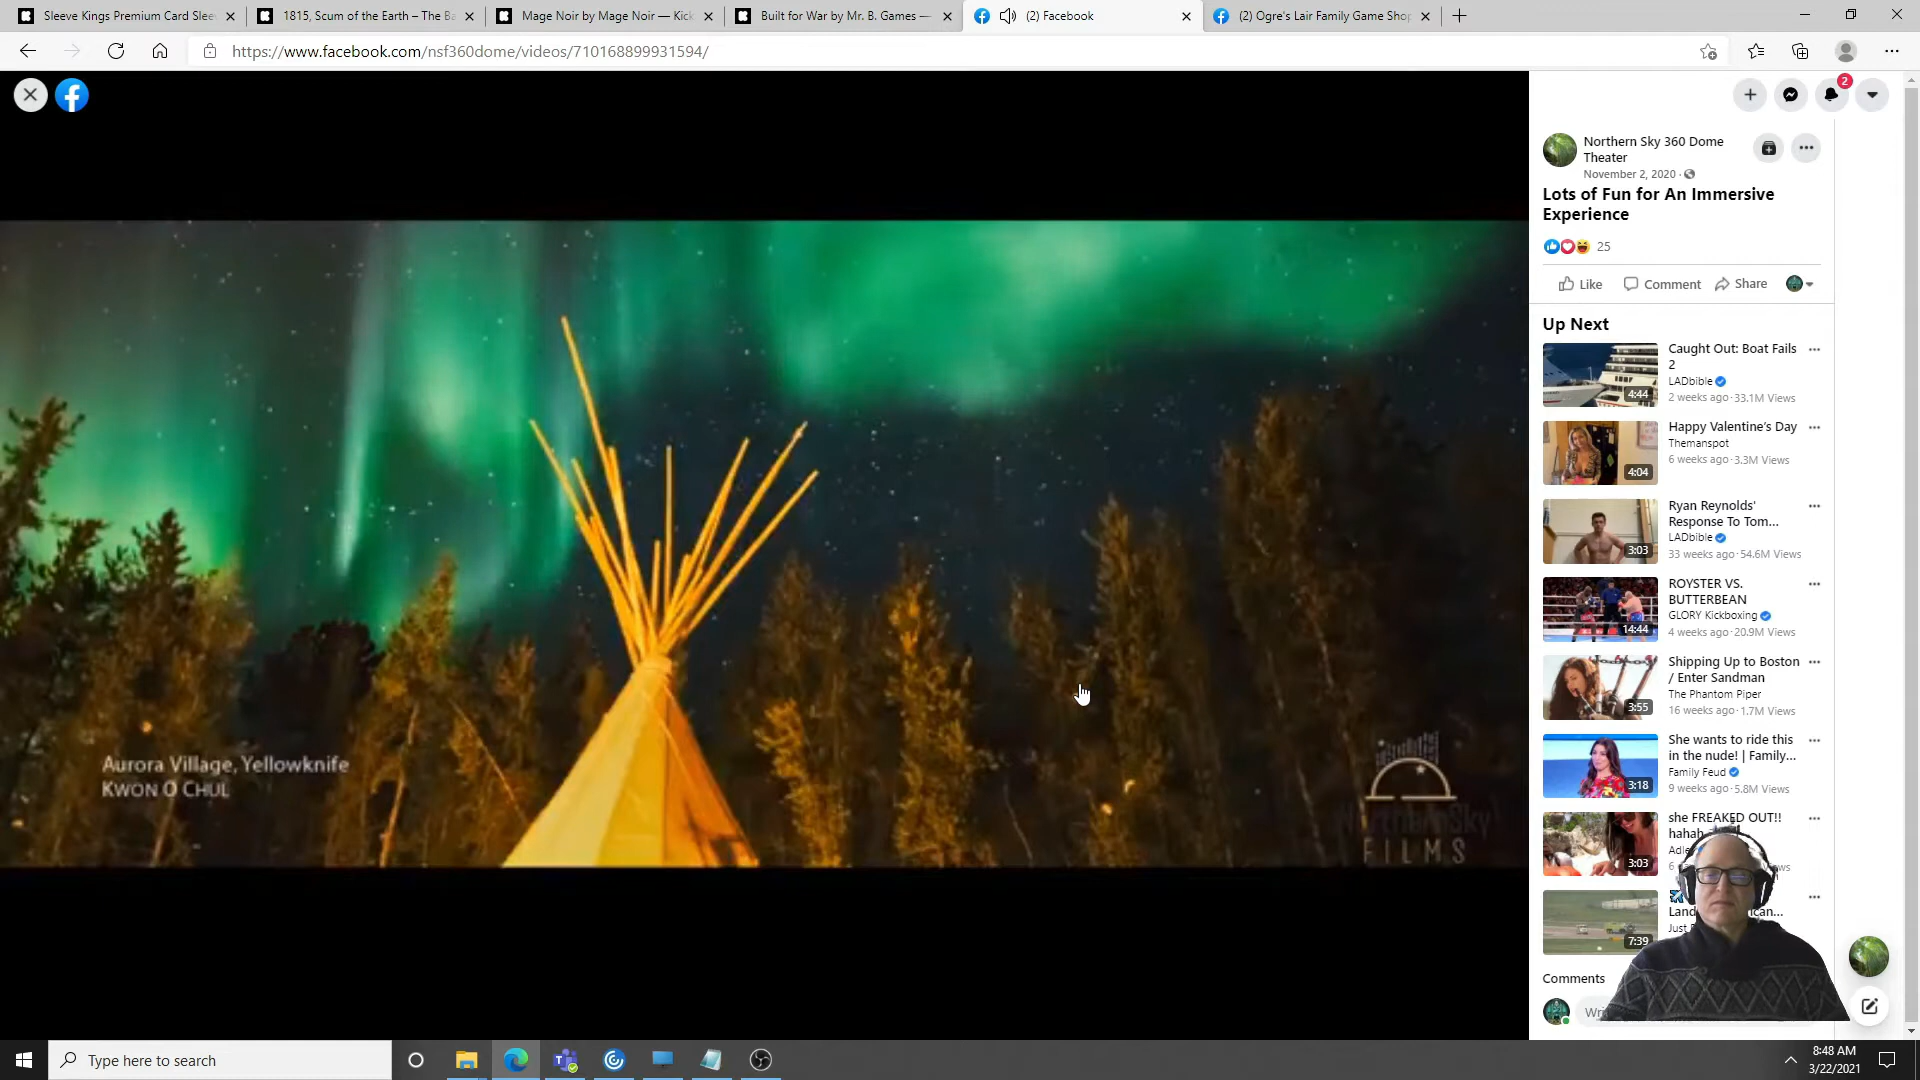 Sleeve Kings Premium Card Slee
1815, Scum of the Earth – The Ba
Mage Noir by Mage Noir — Kick
Built for War by Mr. B. Games —
(2) Facebook
(2) Ogre's Lair Family Game Shop
https://www.facebook.com/nsf360dome/videos/710168899931594/
2
Northern Sky 360 Dome
Theater
November 2, 2020
Lots of Fun for An Immersive
Experience
25
Like
Comment
Share
Up Next
Caught Out: Boat Fails
2
LADbible
2 weeks ago · 33.1M Views
4:44
Happy Valentine's Day
Themanspot
6 weeks ago · 3.3M Views
4:04
Ryan Reynolds'
Response To Tom...
LADbible
33 weeks ago · 54.6M Views
3:03
ROYSTER VS.
BUTTERBEAN
GLORY Kickboxing
4 weeks ago · 20.9M Views
14:44
Shipping Up to Boston
/ Enter Sandman
The Phantom Piper
16 weeks ago · 1.7M Views
3:55
She wants to ride this
in the nude! | Family...
Family Feud
9 weeks ago · 5.8M Views
3:18
she FREAKED OUT!!
hahah
3:03
7:39
Just
Comments
Aurora Village, Yellowknife
KWON O CHUL
NorthernSky
FILMS
Type here to search
8:48 AM
3/22/2021